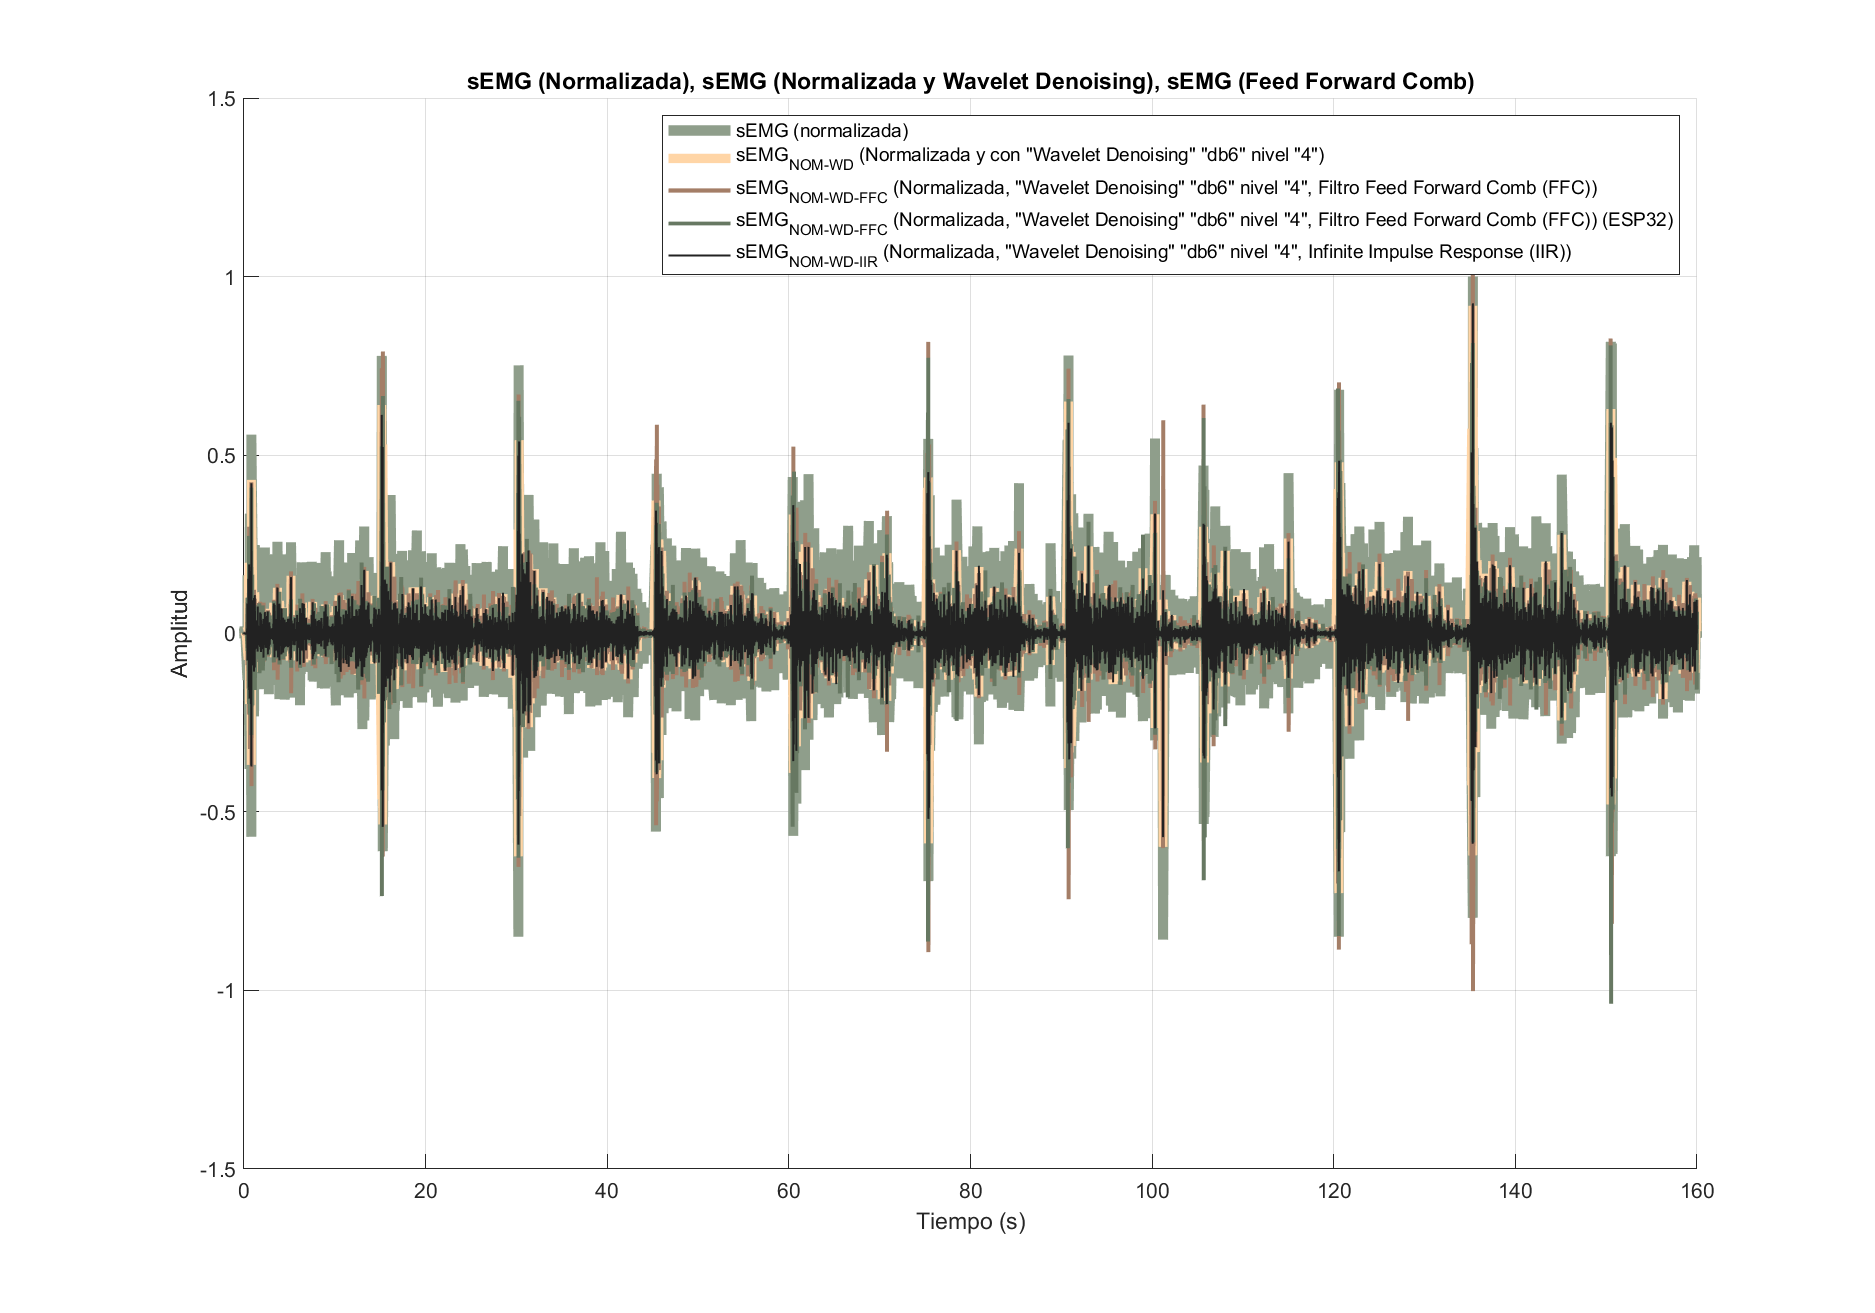 sEMG (Normalizada), sEMG (Normalizada y Wavelet Denoising), sEMG (Feed Forward Comb)
1.5
sEMG (normalizada)
sEMG_NOM-WD (Normalizada y con "Wavelet Denoising" "db6" nivel "4")
sEMG_NOM-WD-FFC (Normalizada, "Wavelet Denoising" "db6" nivel "4", Filtro Feed Forward Comb (FFC))
sEMG_NOM-WD-FFC (Normalizada, "Wavelet Denoising" "db6" nivel "4", Filtro Feed Forward Comb (FFC)) (ESP32)
sEMG_NOM-WD-IIR (Normalizada, "Wavelet Denoising" "db6" nivel "4", Infinite Impulse Response (IIR))
1
0.5
0
-0.5
-1
-1.5
Amplitud
0 20 40 60 80 100 120 140 160
Tiempo (s)